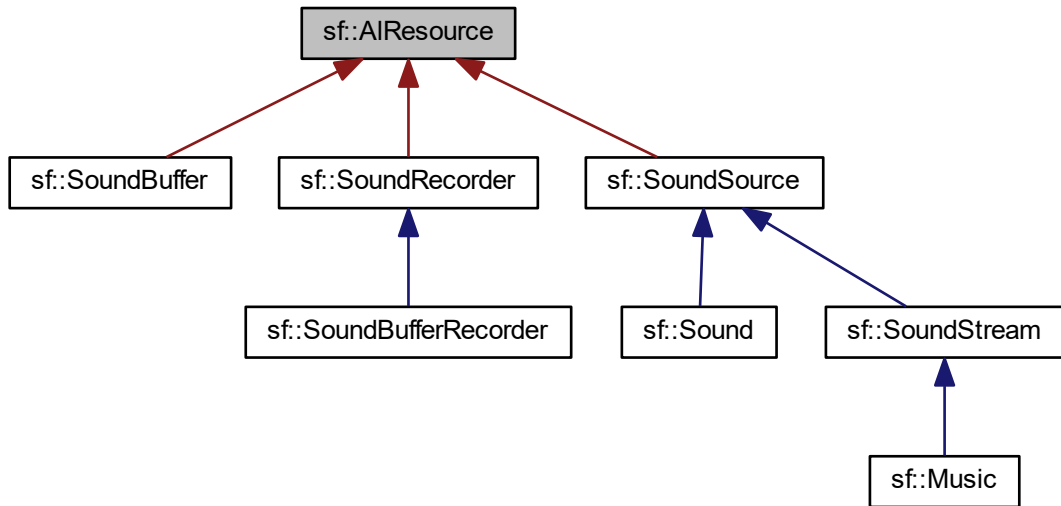 sf::AlResource
sf::SoundBuffer
sf::SoundRecorder
sf::SoundSource
sf::SoundBufferRecorder
sf::Sound
sf::SoundStream
sf::Music